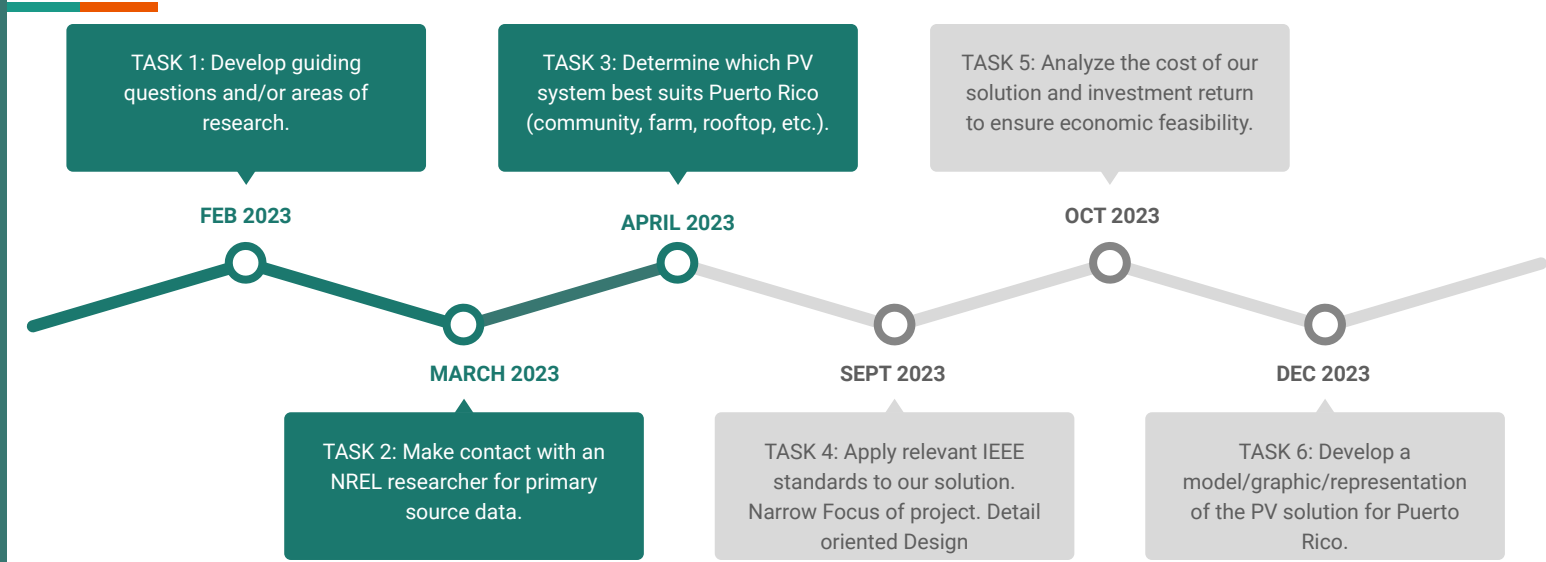 TASK 1: Develop guiding
questions and/or areas of
research.
FEB 2023
MARCH 2023
TASK 2: Make contact with an
NREL researcher for primary
source data.
TASK 3: Determine which PV
system best suits Puerto Rico
(community, farm, rooftop, etc.).
APRIL 2023
SEPT 2023
TASK 4: Apply relevant IEEE
standards to our solution.
Narrow Focus of project. Detail
oriented Design
TASK 5: Analyze the cost of our
solution and investment return
to ensure economic feasibility.
OCT 2023
DEC 2023
TASK 6: Develop a
model/graphic/representation
of the PV solution for Puerto
Rico.